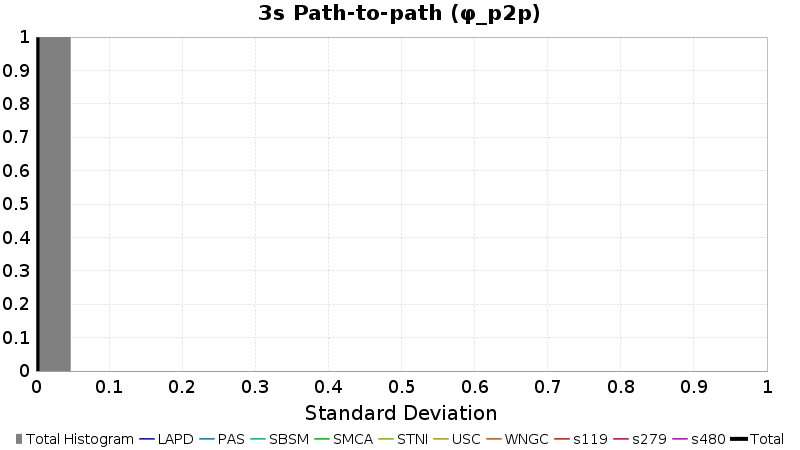 3s Path-to-path (φ_p2p)
1
0.9
0.8
0.7
0.6
0.5
0.4
0.3
0.2
0.1
0
0 0.1 0.2 0.3 0.4 0.5 0.6 0.7 0.8 0.9 1
Standard Deviation
Total Histogram LAPD PAS SBSM SMCA STNI USC WNGC s119 s279 s480 Total